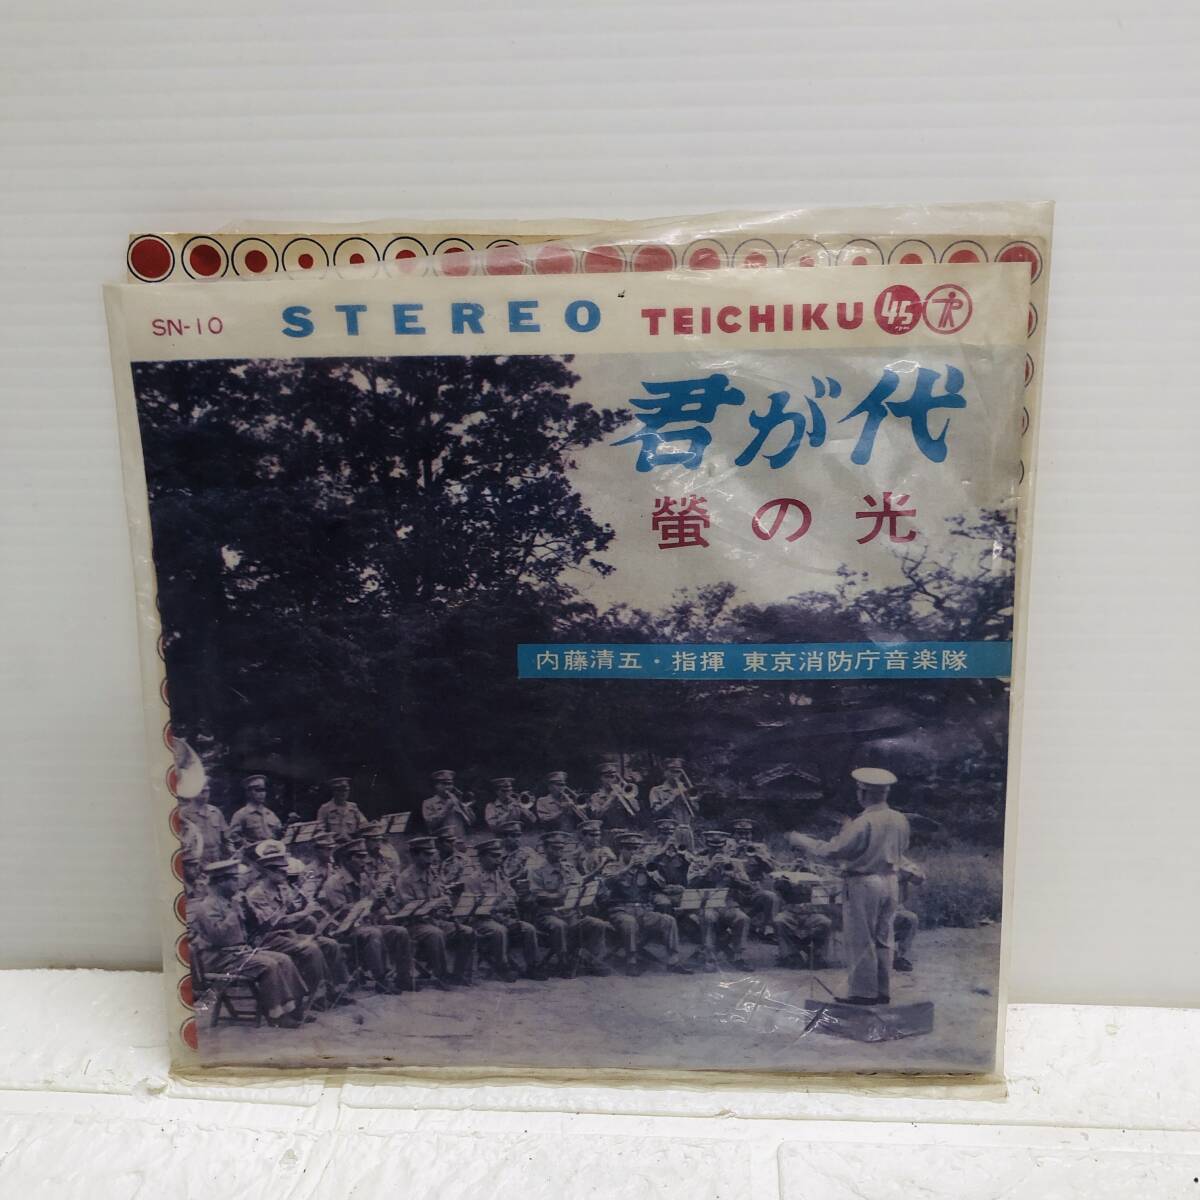 SN-10 STEREO TEICHIKU 45 rpm
君が代
螢の光
内藤清五・指揮 東京消防庁音楽隊